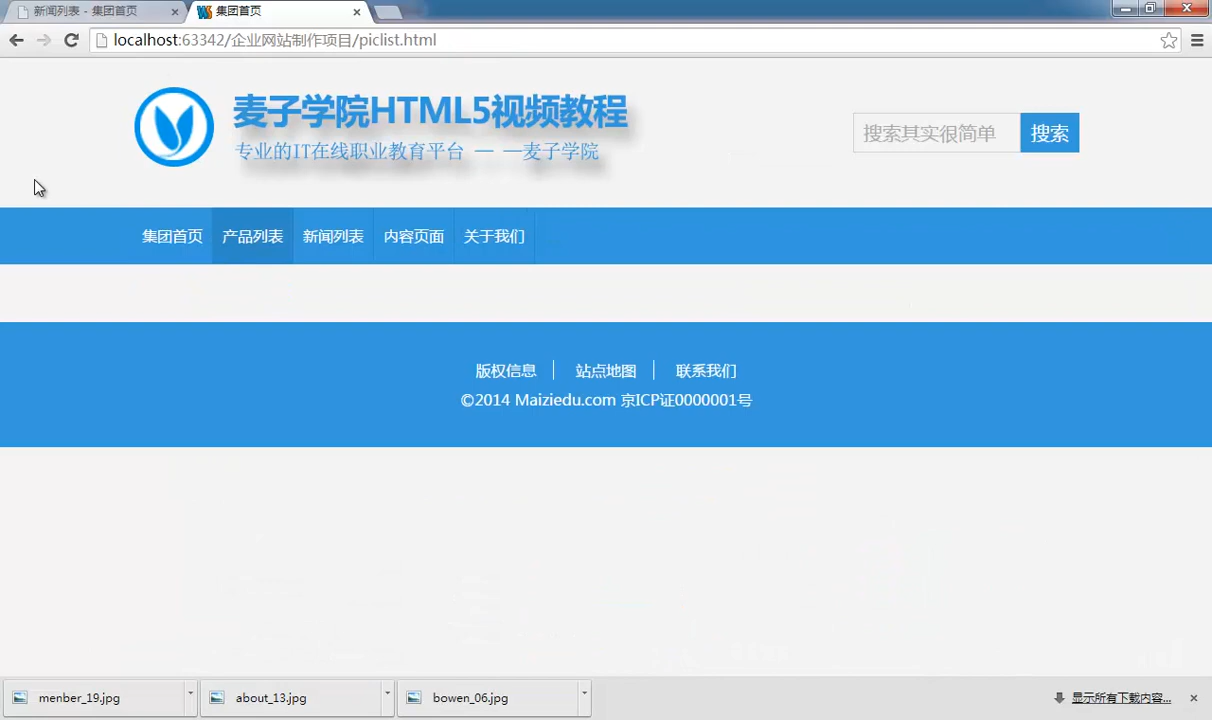 新闻列表 - 集团首页
集团首页
localhost:63342/企业网站制作项目/piclist.html
麦子学院HTML5视频教程
专业的IT在线职业教育平台 — —麦子学院
搜索其实很简单
搜索
集团首页 产品列表 新闻列表 内容页面 关于我们
版权信息 站点地图 联系我们
©2014 Maiziedu.com 京ICP证0000001号
menber_19.jpg about_13.jpg bowen_06.jpg 显示所有下载内容...